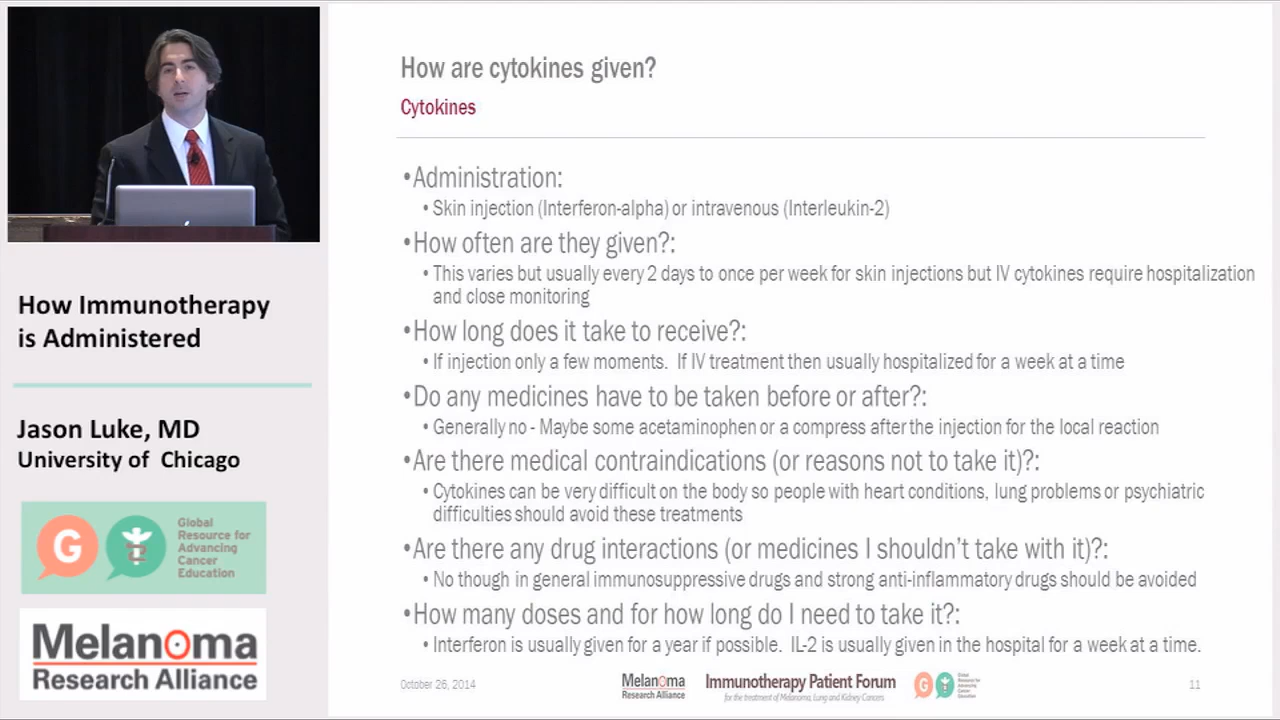 How are cytokines given?
Cytokines
•Administration:
• Skin injection (Interferon-alpha) or intravenous (Interleukin-2)
•How often are they given?:
• This varies but usually every 2 days to once per week for skin injections but IV cytokines require hospitalization
and close monitoring
•How long does it take to receive?:
• If injection only a few moments. If IV treatment then usually hospitalized for a week at a time
•Do any medicines have to be taken before or after?:
• Generally no - Maybe some acetaminophen or a compress after the injection for the local reaction
•Are there medical contraindications (or reasons not to take it)?:
• Cytokines can be very difficult on the body so people with heart conditions, lung problems or psychiatric
difficulties should avoid these treatments
•Are there any drug interactions (or medicines I shouldn't take with it)?:
• No though in general immunosuppressive drugs and strong anti-inflammatory drugs should be avoided
•How many doses and for how long do I need to take it?:
• Interferon is usually given for a year if possible. IL-2 is usually given in the hospital for a week at a time.
October 26, 2014
Melanoma
Research Alliance
Immunotherapy Patient Forum
for the treatment of Melanoma, Lung and Kidney Cancers
G
Global
Resource for
Advancing
Cancer
Education
11
How Immunotherapy
is Administered
Jason Luke, MD
University of Chicago
G
Global
Resource for
Advancing
Cancer
Education
Melanoma
Research Alliance